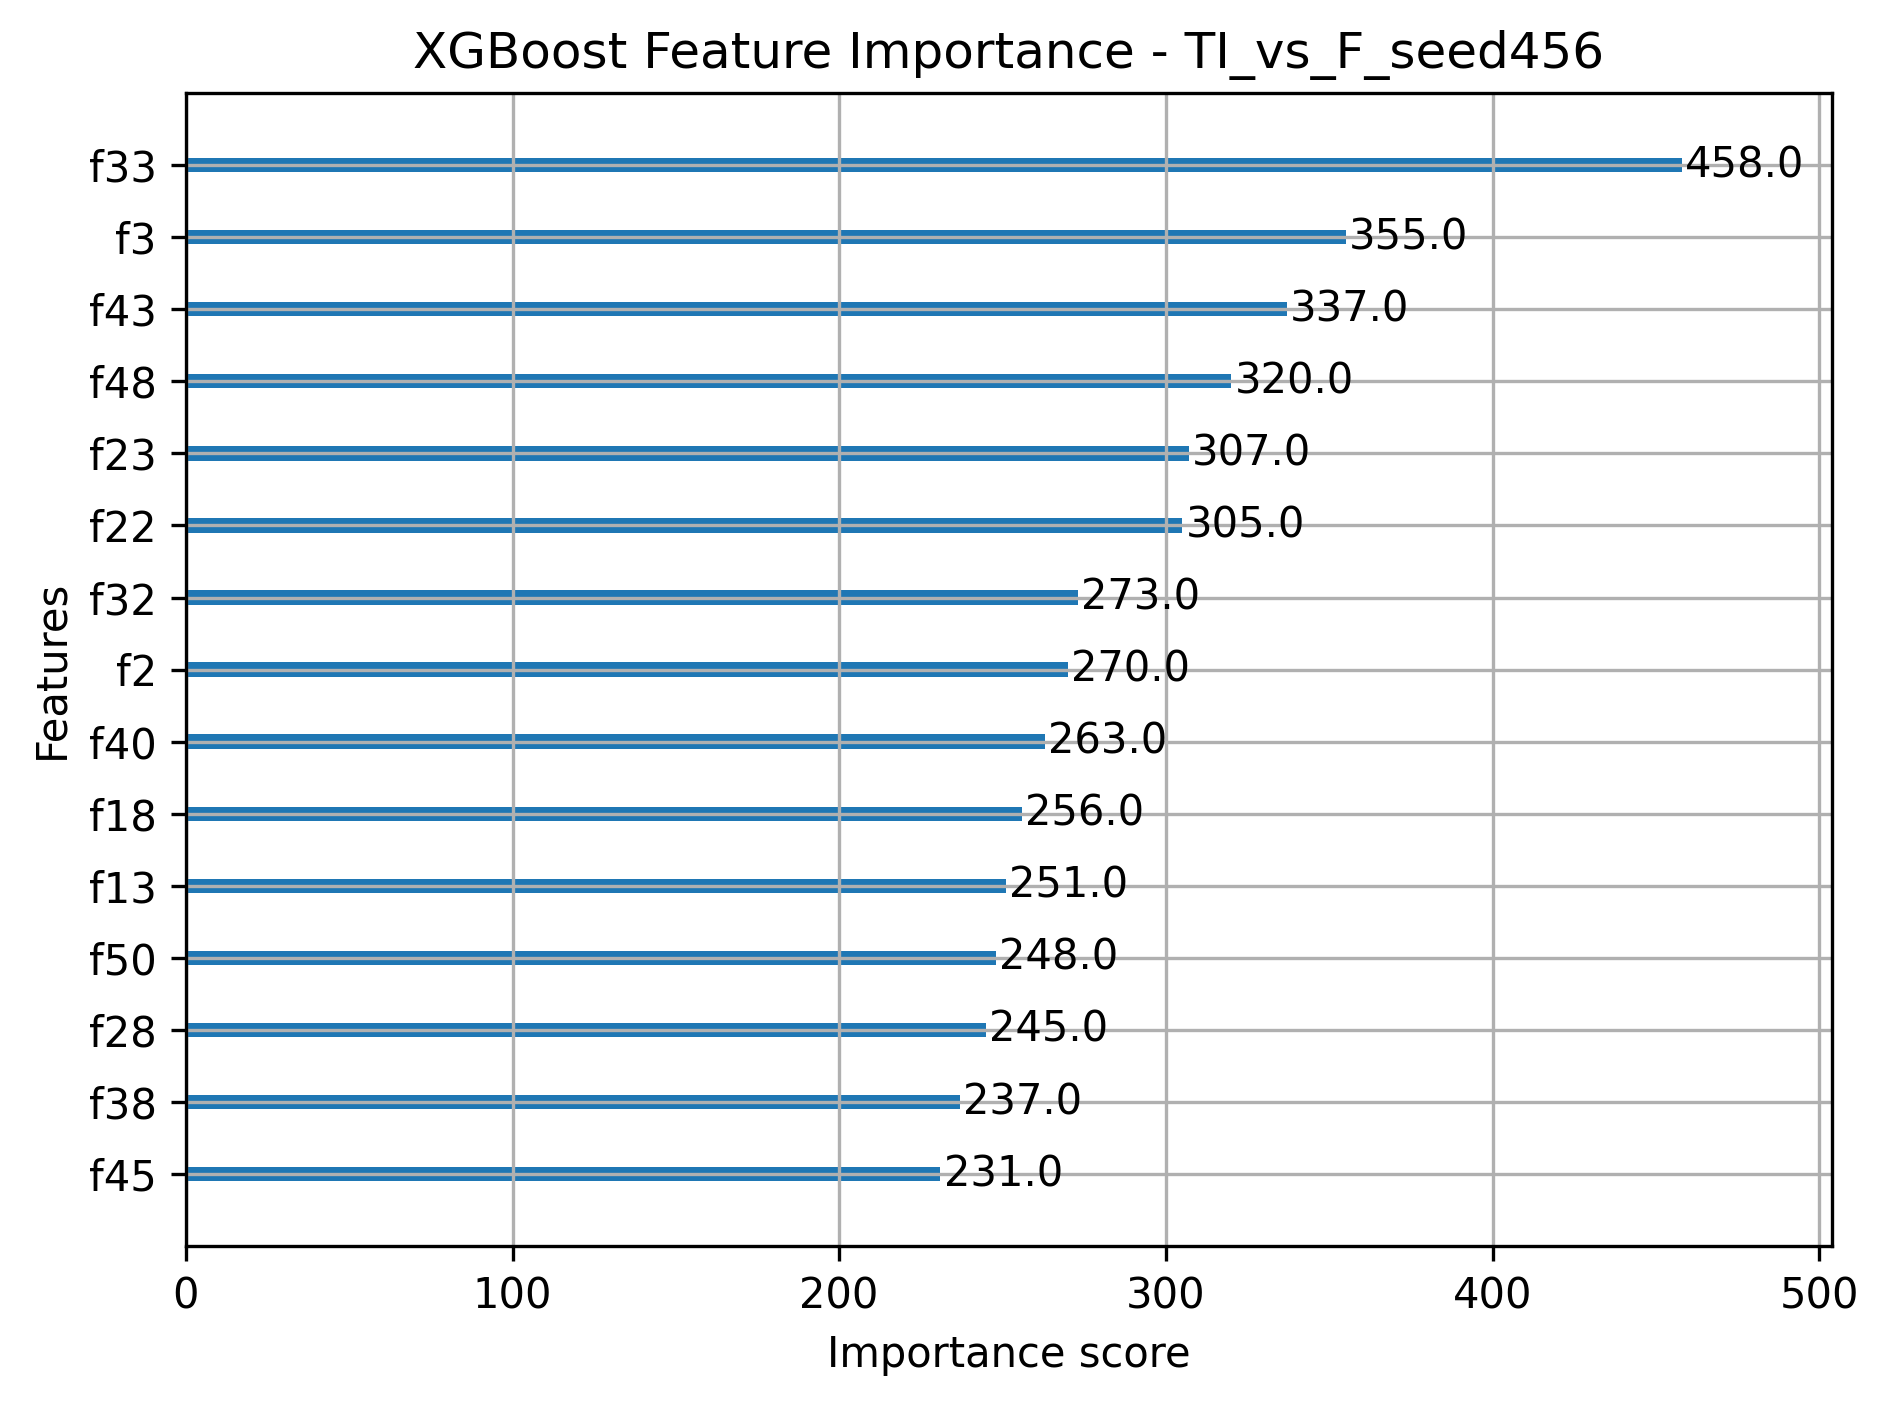 XGBoost Feature Importance - TI_vs_F_seed456
f33 458.0
f3 355.0
f43 337.0
f48 320.0
f23 307.0
f22 305.0
f32 273.0
f2 270.0
f40 263.0
f18 256.0
f13 251.0
f50 248.0
f28 245.0
f38 237.0
f45 231.0
Features
0 100 200 300 400 500
Importance score